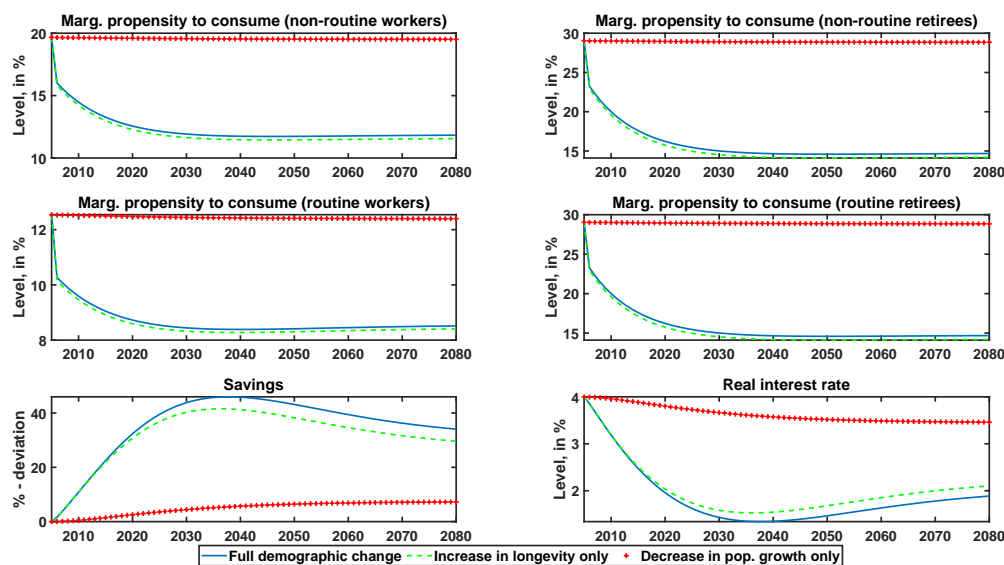 Marg. propensity to consume (non-routine workers)
Level, in %
20
15
10
2010 2020 2030 2040 2050 2060 2070 2080
Marg. propensity to consume (non-routine retirees)
Level, in %
30
25
20
15
2010 2020 2030 2040 2050 2060 2070 2080
Marg. propensity to consume (routine workers)
Level, in %
12
10
8
2010 2020 2030 2040 2050 2060 2070 2080
Marg. propensity to consume (routine retirees)
Level, in %
30
25
20
15
2010 2020 2030 2040 2050 2060 2070 2080
Savings
% - deviation
40
20
0
2010 2020 2030 2040 2050 2060 2070 2080
Real interest rate
Level, in %
4
3
2
2010 2020 2030 2040 2050 2060 2070 2080
Full demographic change Increase in longevity only Decrease in pop. growth only